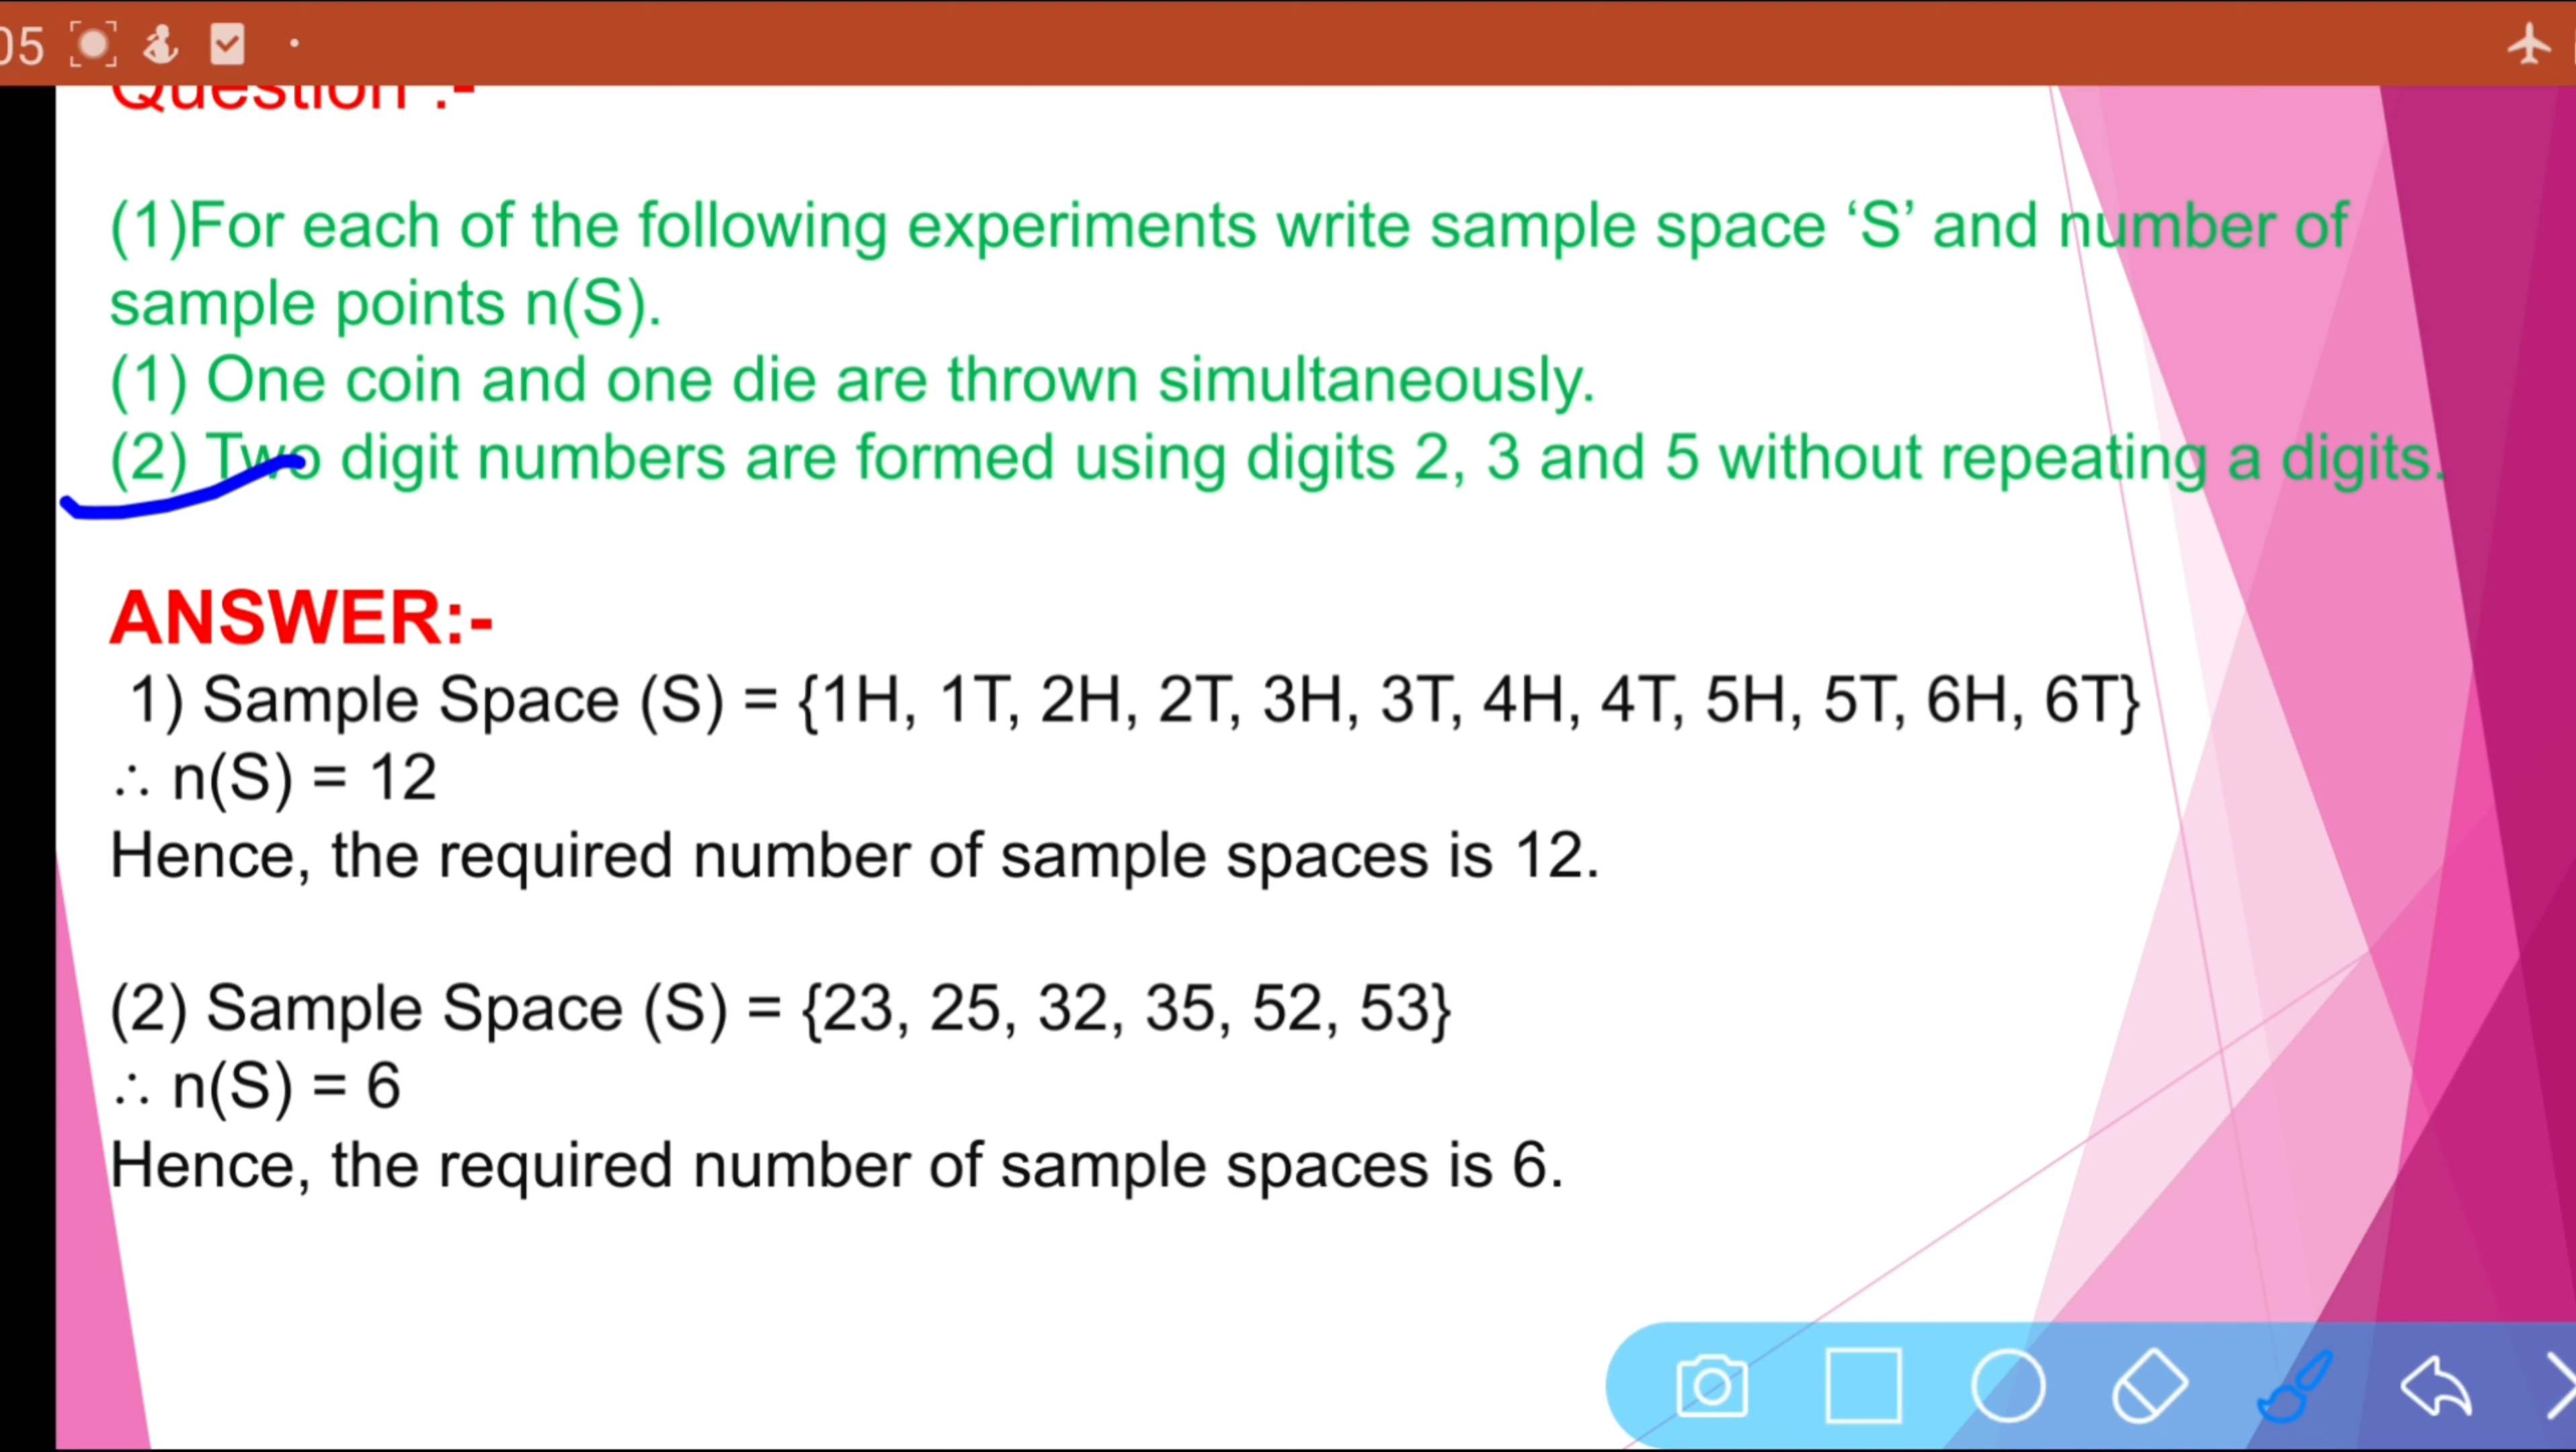 05
Question :-
(1)For each of the following experiments write sample space ‘S’ and number of
sample points n(S).
(1) One coin and one die are thrown simultaneously.
(2) Two digit numbers are formed using digits 2, 3 and 5 without repeating a digits.
ANSWER:-
1) Sample Space (S) = {1H, 1T, 2H, 2T, 3H, 3T, 4H, 4T, 5H, 5T, 6H, 6T}
∴ n(S) = 12
Hence, the required number of sample spaces is 12.
(2) Sample Space (S) = {23, 25, 32, 35, 52, 53}
∴ n(S) = 6
Hence, the required number of sample spaces is 6.